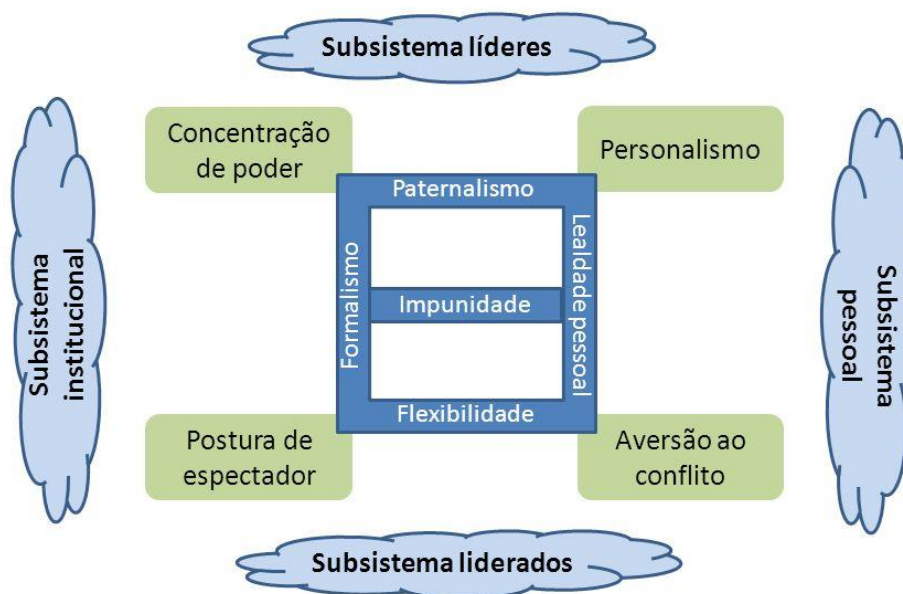 Subsistema líderes
Concentração
de poder
Personalismo
Paternalismo
Subsistema
institucional
Formalismo
Impunidade
Lealdade pessoal
Subsistema
pessoal
Flexibilidade
Postura de
espectador
Aversão ao
conflito
Subsistema liderados